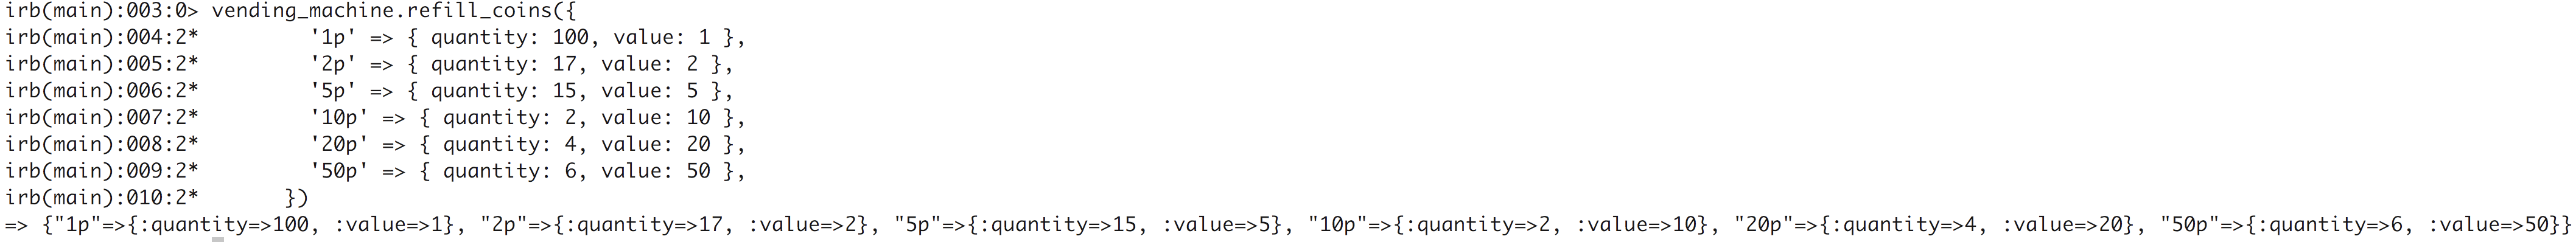 irb(main):003:0> vending_machine.refill_coins({
irb(main):004:2*         '1p' => { quantity: 100, value: 1 },
irb(main):005:2*         '2p' => { quantity: 17, value: 2 },
irb(main):006:2*         '5p' => { quantity: 15, value: 5 },
irb(main):007:2*         '10p' => { quantity: 2, value: 10 },
irb(main):008:2*         '20p' => { quantity: 4, value: 20 },
irb(main):009:2*         '50p' => { quantity: 6, value: 50 },
irb(main):010:2*       })
=> {"1p"=>{:quantity=>100, :value=>1}, "2p"=>{:quantity=>17, :value=>2}, "5p"=>{:quantity=>15, :value=>5}, "10p"=>{:quantity=>2, :value=>10}, "20p"=>{:quantity=>4, :value=>20}, "50p"=>{:quantity=>6, :value=>50}}